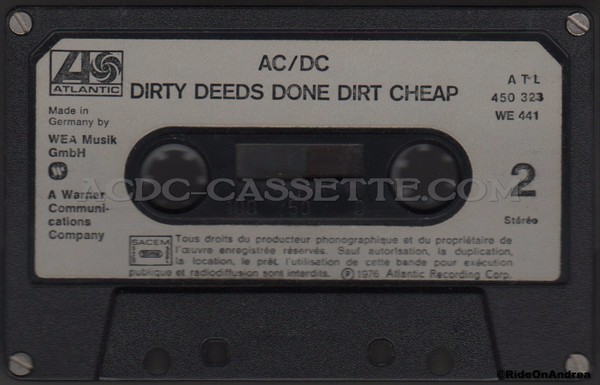 AC/DC
DIRTY DEEDS DONE DIRT CHEAP
ATLANTIC
ATL
450 323
WE 441
Made in
Germany by
WEA Musik
GmbH
A Warner
Communi-
cations
Company
ACDC-CASSETTE.COM
2
Stéréo
SACEM
Tous droits du producteur phonographique et du propriétaire de
l'œuvre enregistrée réservés. Sauf autorisation, la duplication,
la location, le prêt, l'utilisation de cette bande pour exécution
publique et radiodiffusion sont interdits. Ⓟ 1976 Atlantic Recording Corp.
©RideOnAndrea